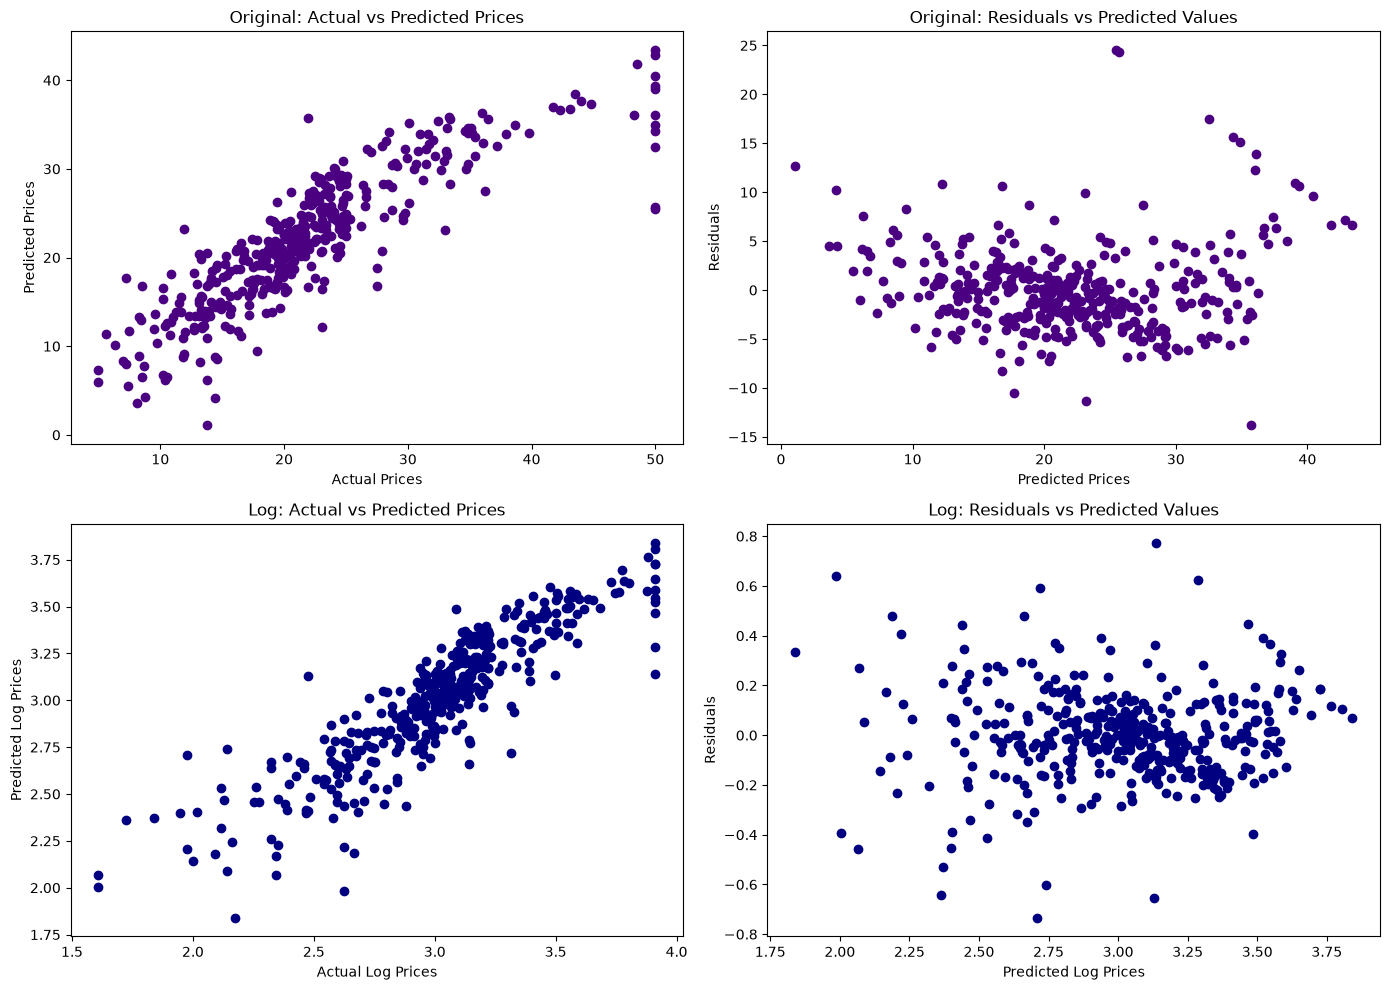 Original: Actual vs Predicted Prices
Original: Residuals vs Predicted Values
Predicted Prices
40
30
20
10
0
10 20 30 40 50
Actual Prices
Residuals
25
20
15
10
5
0
−5
−10
−15
0 10 20 30 40
Predicted Prices
Log: Actual vs Predicted Prices
Log: Residuals vs Predicted Values
Predicted Log Prices
3.75
3.50
3.25
3.00
2.75
2.50
2.25
2.00
1.75
1.5 2.0 2.5 3.0 3.5 4.0
Actual Log Prices
Residuals
0.8
0.6
0.4
0.2
0.0
−0.2
−0.4
−0.6
−0.8
1.75 2.00 2.25 2.50 2.75 3.00 3.25 3.50 3.75
Predicted Log Prices